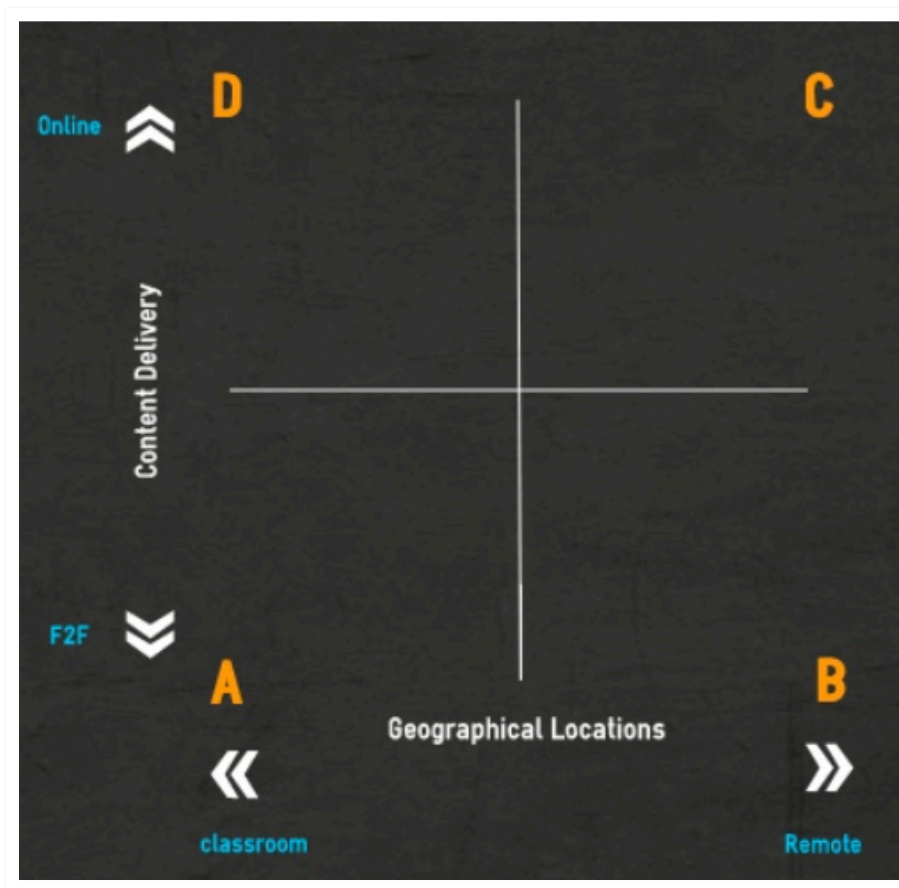 D
C
Online
Content Delivery
F2F
A
B
Geographical Locations
classroom
Remote